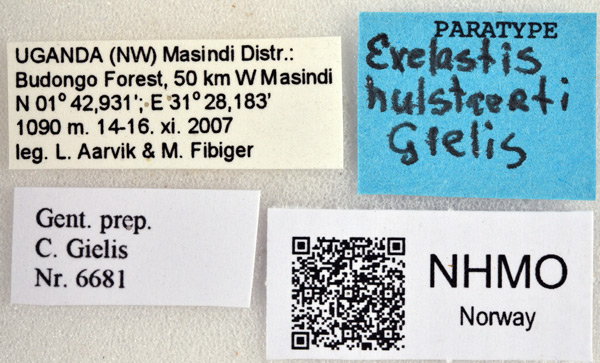 UGANDA (NW) Masindi Distr.:
Budongo Forest, 50 km W Masindi
N 01° 42,931'; E 31° 28,183'
1090 m. 14-16. xi. 2007
leg. L. Aarvik & M. Fibiger
PARATYPE
Exelastis
hulstaerti
Gielis
Gent. prep.
C. Gielis
Nr. 6681
NHMO
Norway